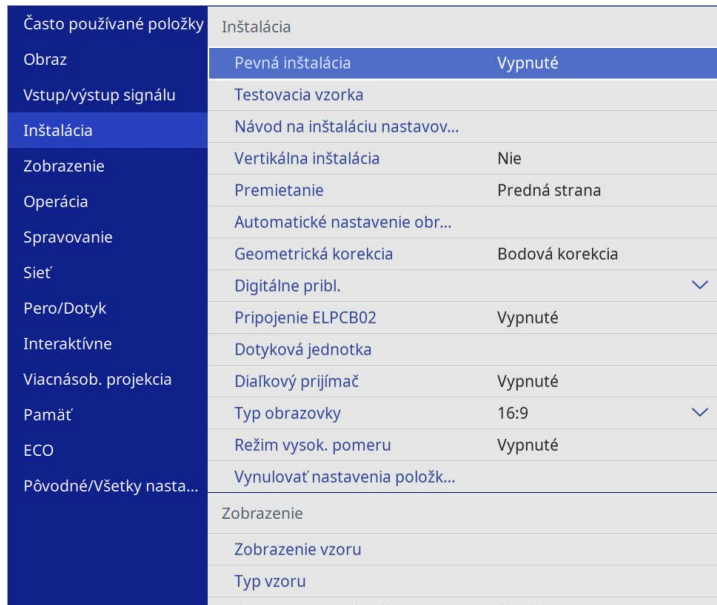 Často používané položky
Obraz
Vstup/výstup signálu
Inštalácia
Zobrazenie
Operácia
Spravovanie
Sieť
Pero/Dotyk
Interaktívne
Viacnásob. projekcia
Pamäť
ECO
Pôvodné/Všetky nasta...
Inštalácia
Pevná inštalácia Vypnuté
Testovacia vzorka
Návod na inštaláciu nastavov...
Vertikálna inštalácia Nie
Premietanie Predná strana
Automatické nastavenie obr...
Geometrická korekcia Bodová korekcia
Digitálne pribl.
Pripojenie ELPCB02 Vypnuté
Dotyková jednotka
Diaľkový prijímač Vypnuté
Typ obrazovky 16:9
Režim vysok. pomeru Vypnuté
Vynulovať nastavenia položk...
Zobrazenie
Zobrazenie vzoru
Typ vzoru